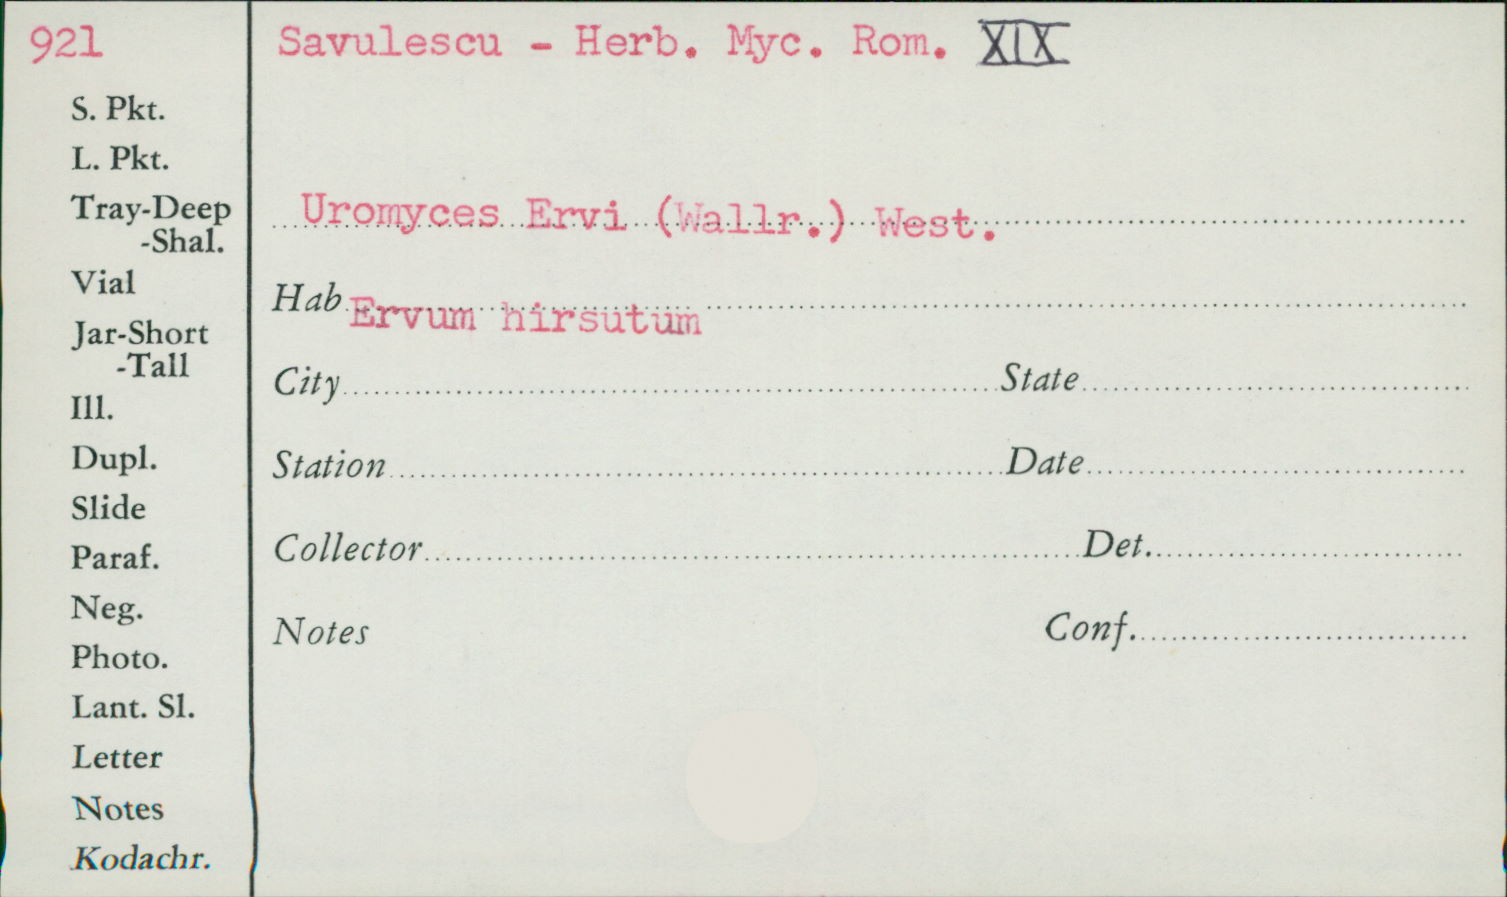 921
Savulescu - Herb. Myc. Rom. XIX
S. Pkt.
L. Pkt.
Tray-Deep
-Shal.
Vial
Jar-Short
-Tall
Ill.
Dupl.
Slide
Paraf.
Neg.
Photo.
Lant. Sl.
Letter
Notes
Kodachr.
Uromyces Ervi (Wallr.) West.
Hab. Ervum hirsutum
City State
Station Date
Collector Det.
Notes Conf.